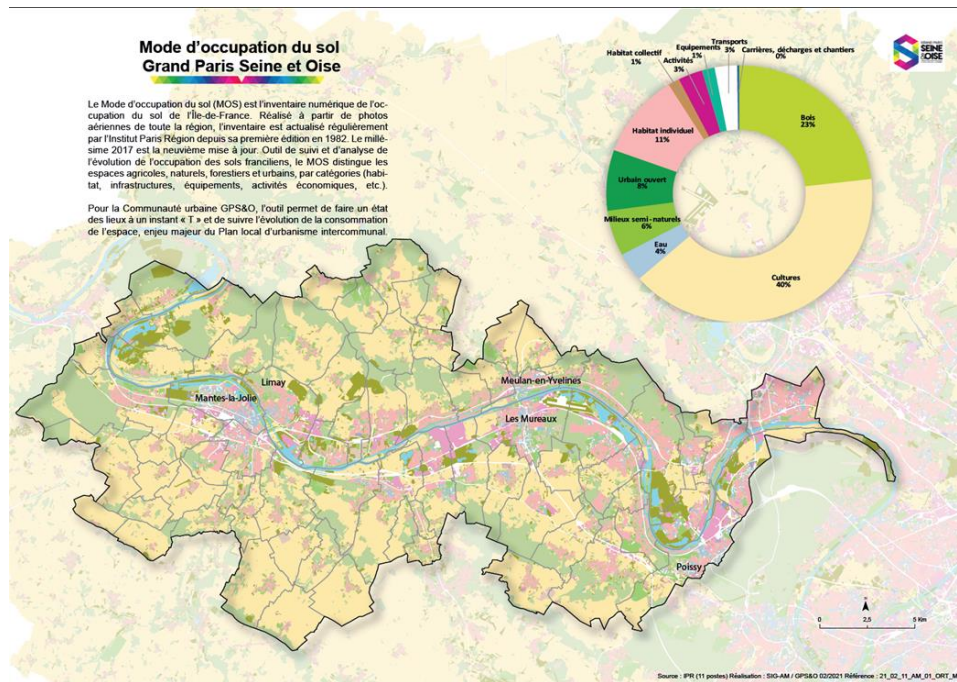 Mode d'occupation du sol
Grand Paris Seine et Oise
Le Mode d'occupation du sol (MOS) est l'inventaire numérique de l'oc-
cupation du sol de l'Île-de-France. Réalisé à partir de photos
aériennes de toute la région, l'inventaire est actualisé régulièrement
par l'Institut Paris Région depuis sa première édition en 1982. Le millé-
sime 2017 est la neuvième mise à jour. Outil de suivi et d'analyse de
l'évolution de l'occupation des sols franciliens, le MOS distingue les
espaces agricoles, naturels, forestiers et urbains, par catégories (habi-
tat, infrastructures, équipements, activités économiques, etc.).
Pour la Communauté urbaine GPS&O, l'outil permet de faire un état
des lieux à un instant « T » et de suivre l'évolution de la consommation
de l'espace, enjeu majeur du Plan local d'urbanisme intercommunal.
Habitat collectif
1%
Activités
3%
Equipements
1%
Transports
3%
Carrières, décharges et chantiers
0%
Bois
23%
Habitat individuel
11%
Urbain ouvert
8%
Milieux semi-naturels
6%
Eau
4%
Cultures
40%
SEINE
&OISE
Limay
Mantes-la-Jolie
Meulan-en-Yvelines
Les Mureaux
Poissy
0 2,5 5 Km
Source : IPR (11 postes) Réalisation : SIG-AM / GPS&O 02/2021 Référence : 21_02_11_AM_01_ORT_M